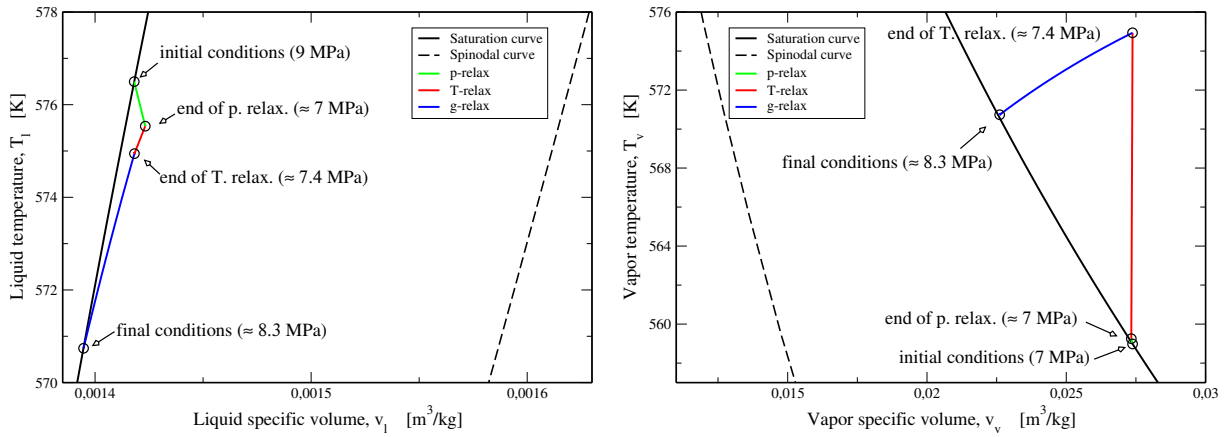 578
576
574
572
570
Liquid temperature, T_l [K]
initial conditions (9 MPa)
end of p. relax. (≈ 7 MPa)
end of T. relax. (≈ 7.4 MPa)
final conditions (≈ 8.3 MPa)
Saturation curve
Spinodal curve
p-relax
T-relax
g-relax
0,0014
0,0015
0,0016
Liquid specific volume, v_l [m³/kg]
576
572
568
564
560
Vapor temperature, T_v [K]
end of T. relax. (≈ 7.4 MPa)
Saturation curve
Spinodal curve
p-relax
T-relax
g-relax
final conditions (≈ 8.3 MPa)
end of p. relax. (≈ 7 MPa)
initial conditions (7 MPa)
0,015
0,02
0,025
0,03
Vapor specific volume, v_v [m³/kg]